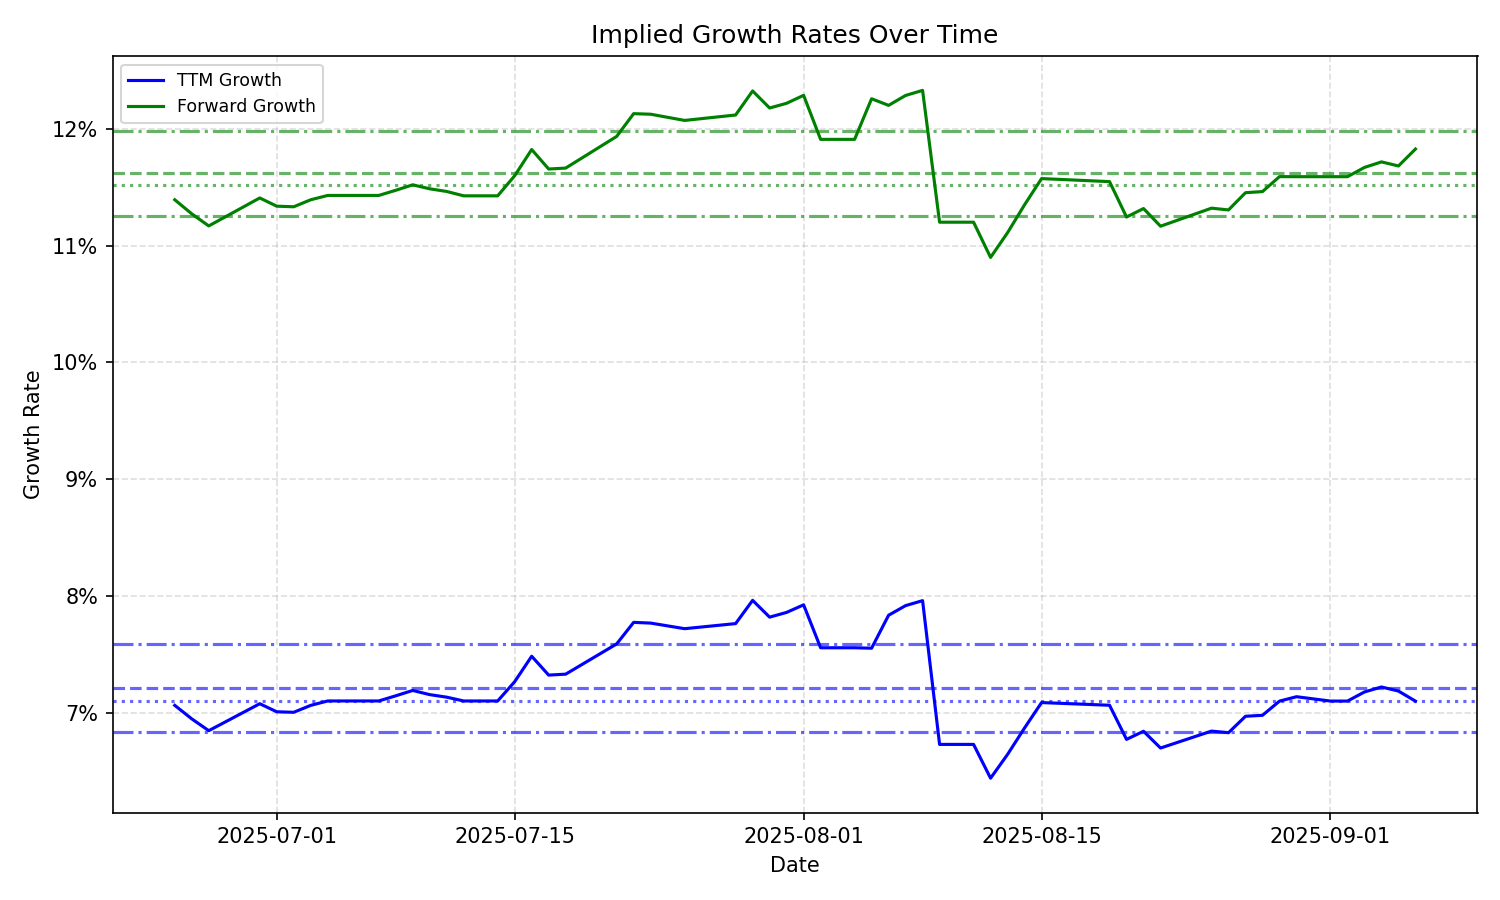 Implied Growth Rates Over Time
TTM Growth
Forward Growth
12%
11%
10%
9%
8%
7%
Growth Rate
2025-07-01
2025-07-15
2025-08-01
2025-08-15
2025-09-01
Date